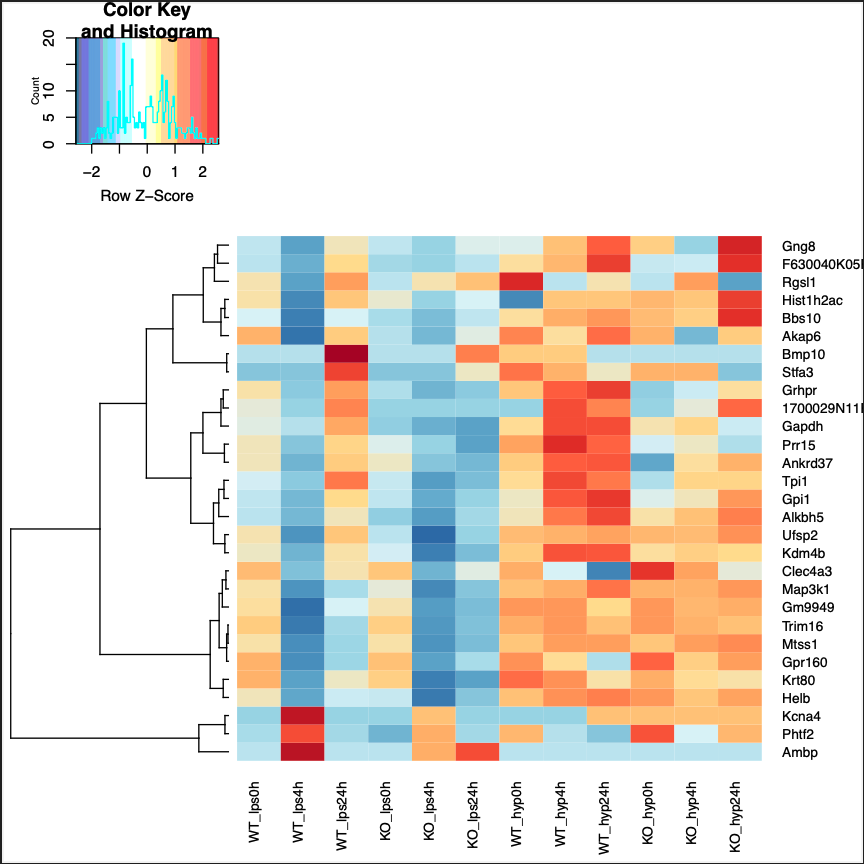 Color Key
and Histogram
Count
0
5
10
20
−2
0
1
2
Row Z−Score
Gng8
F630040K05
Rgsl1
Hist1h2ac
Bbs10
Akap6
Bmp10
Stfa3
Grhpr
1700029N11
Gapdh
Prr15
Ankrd37
Tpi1
Gpi1
Alkbh5
Ufsp2
Kdm4b
Clec4a3
Map3k1
Gm9949
Trim16
Mtss1
Gpr160
Krt80
Helb
Kcna4
Phtf2
Ambp
WT_lps0h
WT_lps4h
WT_lps24h
KO_lps0h
KO_lps4h
KO_lps24h
WT_hyp0h
WT_hyp4h
WT_hyp24h
KO_hyp0h
KO_hyp4h
KO_hyp24h